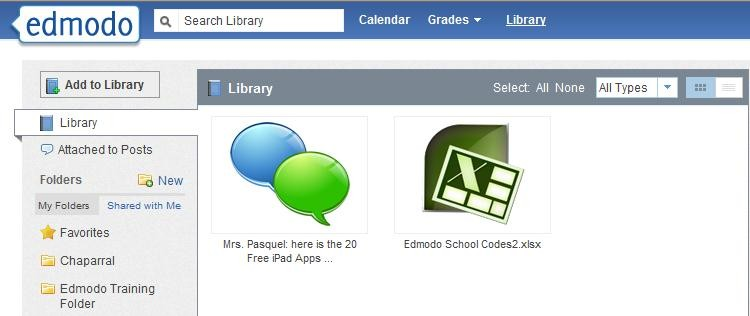 edmodo
Search Library
Calendar Grades Library
Add to Library
Library
Attached to Posts
Folders New
My Folders Shared with Me
Favorites
Chaparral
Edmodo Training
Folder
Library
Select: All None All Types
Mrs. Pasquel: here is the 20
Free iPad Apps ...
Edmodo School Codes2.xlsx